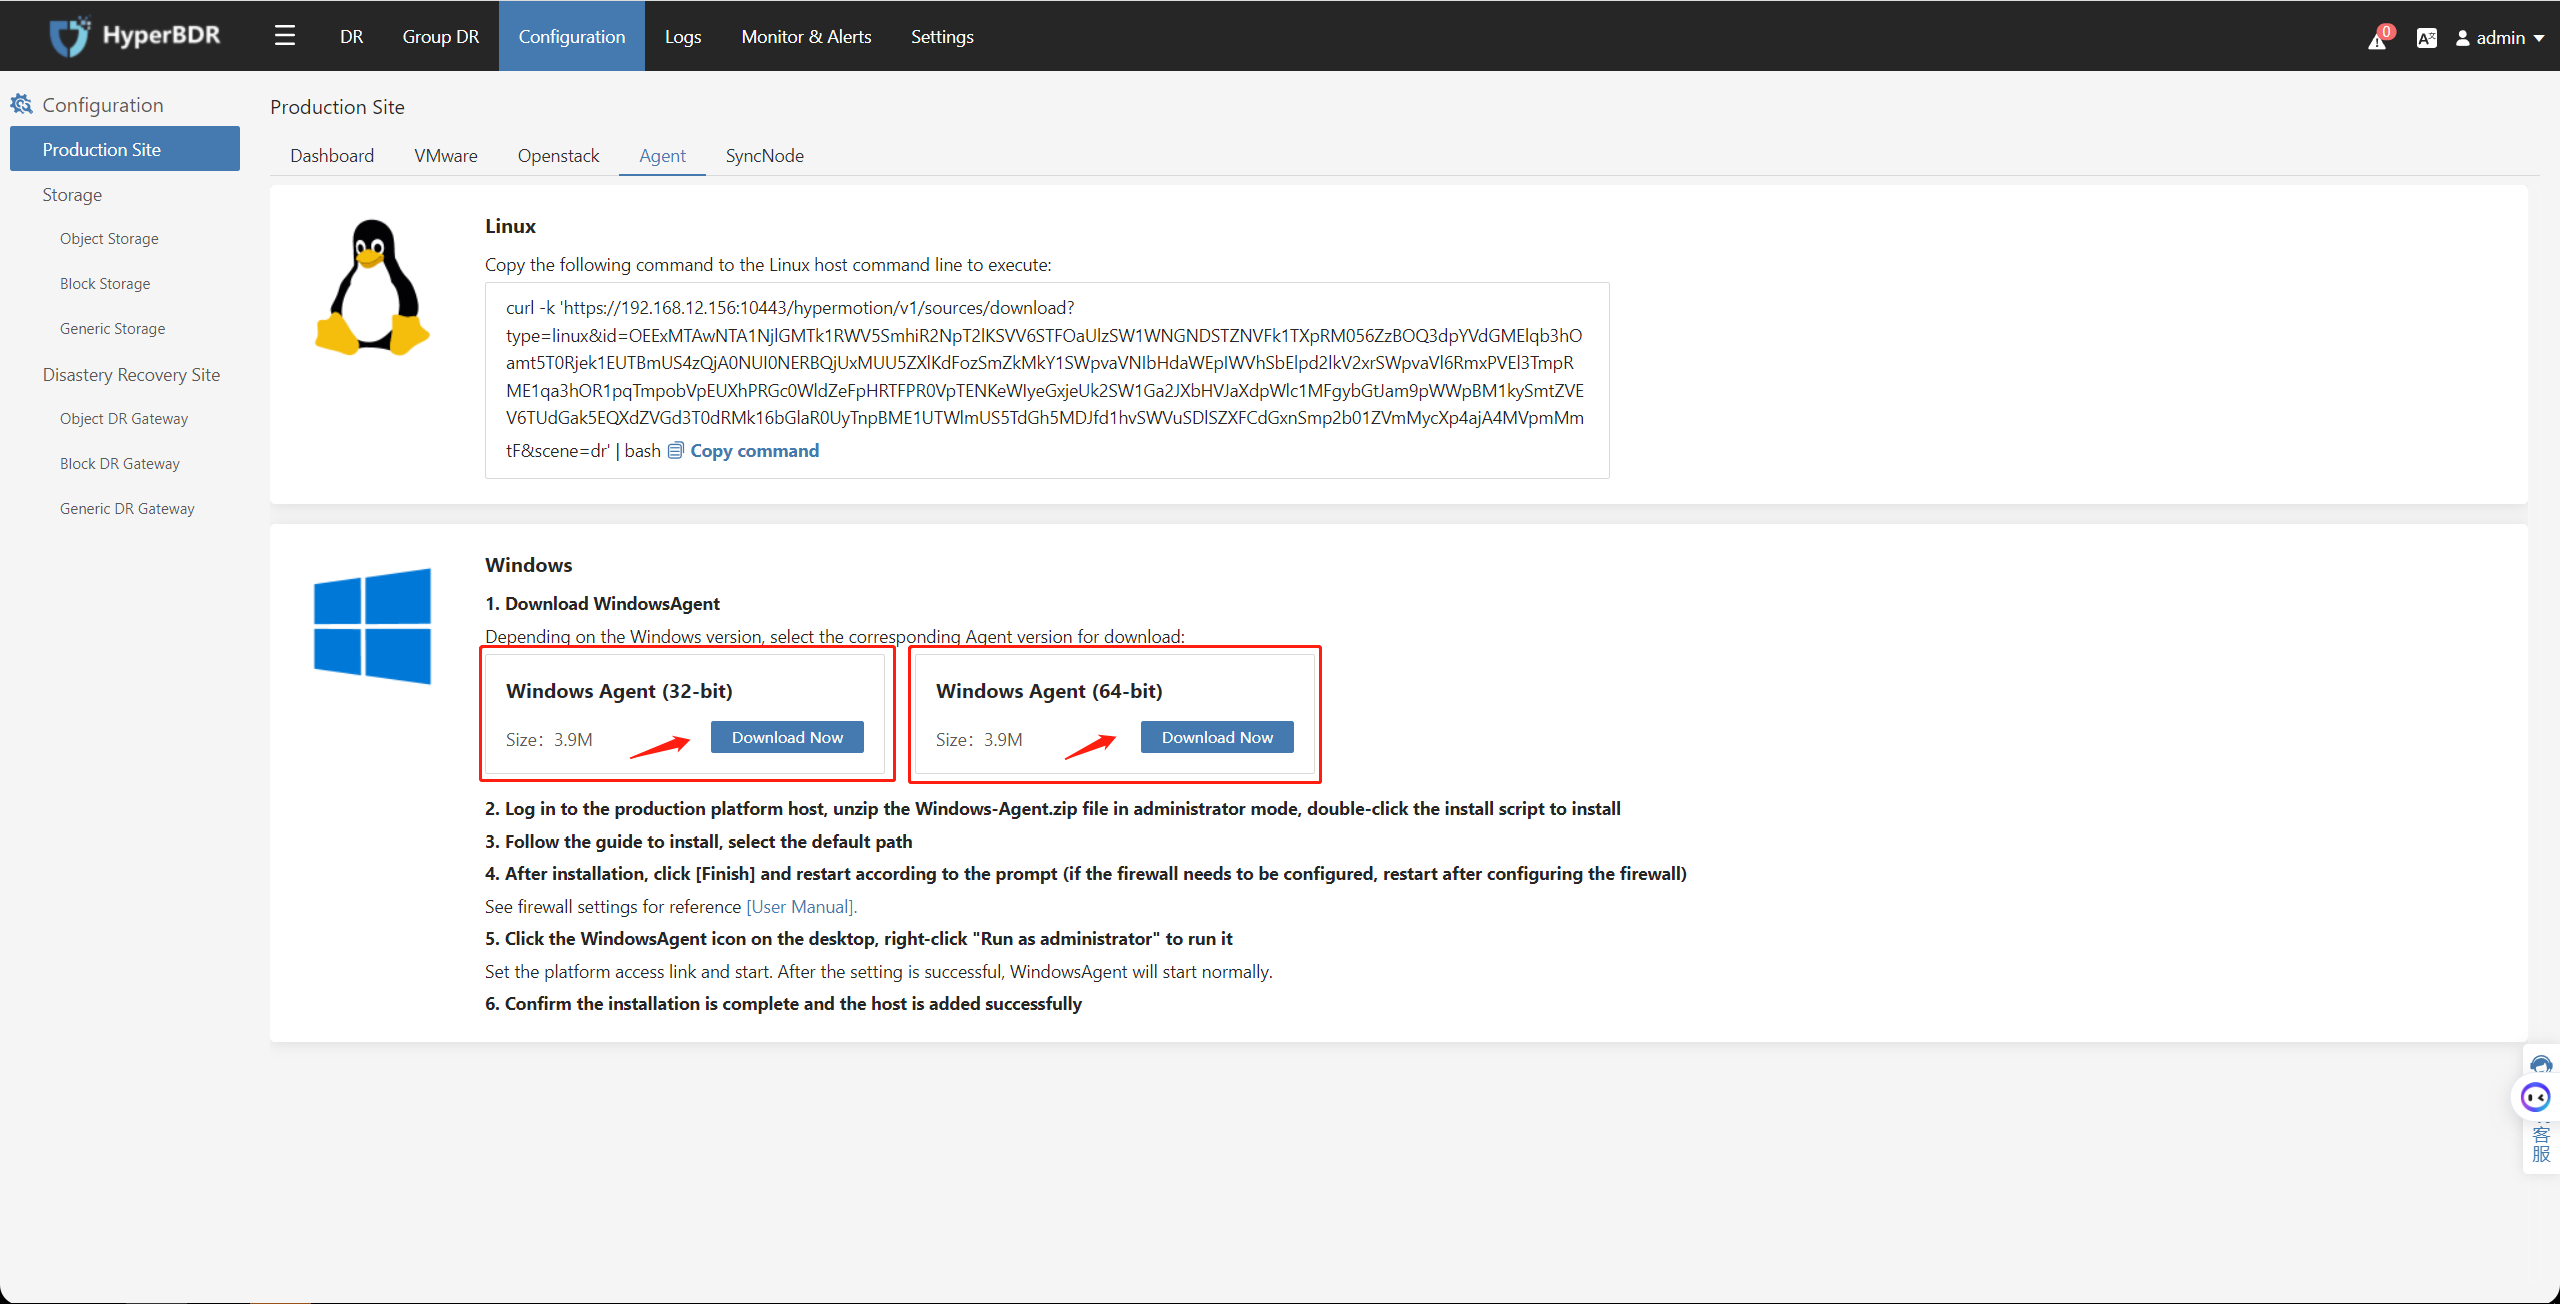 HyperBDR
DR
Group DR
Configuration
Logs
Monitor & Alerts
Settings
0
admin
Configuration
Production Site
Storage
Object Storage
Block Storage
Generic Storage
Disastery Recovery Site
Object DR Gateway
Block DR Gateway
Generic DR Gateway
Production Site
Dashboard
VMware
Openstack
Agent
SyncNode
Linux
Copy the following command to the Linux host command line to execute:
curl -k 'https://192.168.12.156:10443/hypermotion/v1/sources/download?
type=linux&id=OEExMTAwNTA1NjlGMTk1RWV5SmhiR2NpT2lKSVV6STFOaUlzSW1WNGNDSTZNVFk1TXpRM056ZzBOQ3dpYVdGMElqb3hO
amt5T0Rjek1EUTBmUS4zQjA0NUI0NERBQjUxMUU5ZXlKdFozSmZkMkY1SWpvaVNIbHdaWEpIWVhSbElpd2lkV2xrSWpvaVl6RmxPVEl3TmpR
ME1qa3hOR1pqTmpobVpEUXhPRGc0WldZeFpHRTFPR0VpTENKeWIyeGxjeUk2SW1Ga2JXbHVJaXdpWlc1MFgybGtJam9pWWpBM1kySmtZVE
V6TUdGak5EQXdZVGd3T0dRMk16bGlaR0UyTnpBME1UTWlmUS5TdGh5MDJfd1hvSWVuSDlSZXFCdGxnSmp2b01ZVmMycXp4ajA4MVpmMm
tF&scene=dr' | bash Copy command
Windows
1. Download WindowsAgent
Depending on the Windows version, select the corresponding Agent version for download:
Windows Agent (32-bit)
Size: 3.9M
Download Now
Windows Agent (64-bit)
Size: 3.9M
Download Now
2. Log in to the production platform host, unzip the Windows-Agent.zip file in administrator mode, double-click the install script to install
3. Follow the guide to install, select the default path
4. After installation, click [Finish] and restart according to the prompt (if the firewall needs to be configured, restart after configuring the firewall)
See firewall settings for reference [User Manual].
5. Click the WindowsAgent icon on the desktop, right-click "Run as administrator" to run it
Set the platform access link and start. After the setting is successful, WindowsAgent will start normally.
6. Confirm the installation is complete and the host is added successfully
客
服